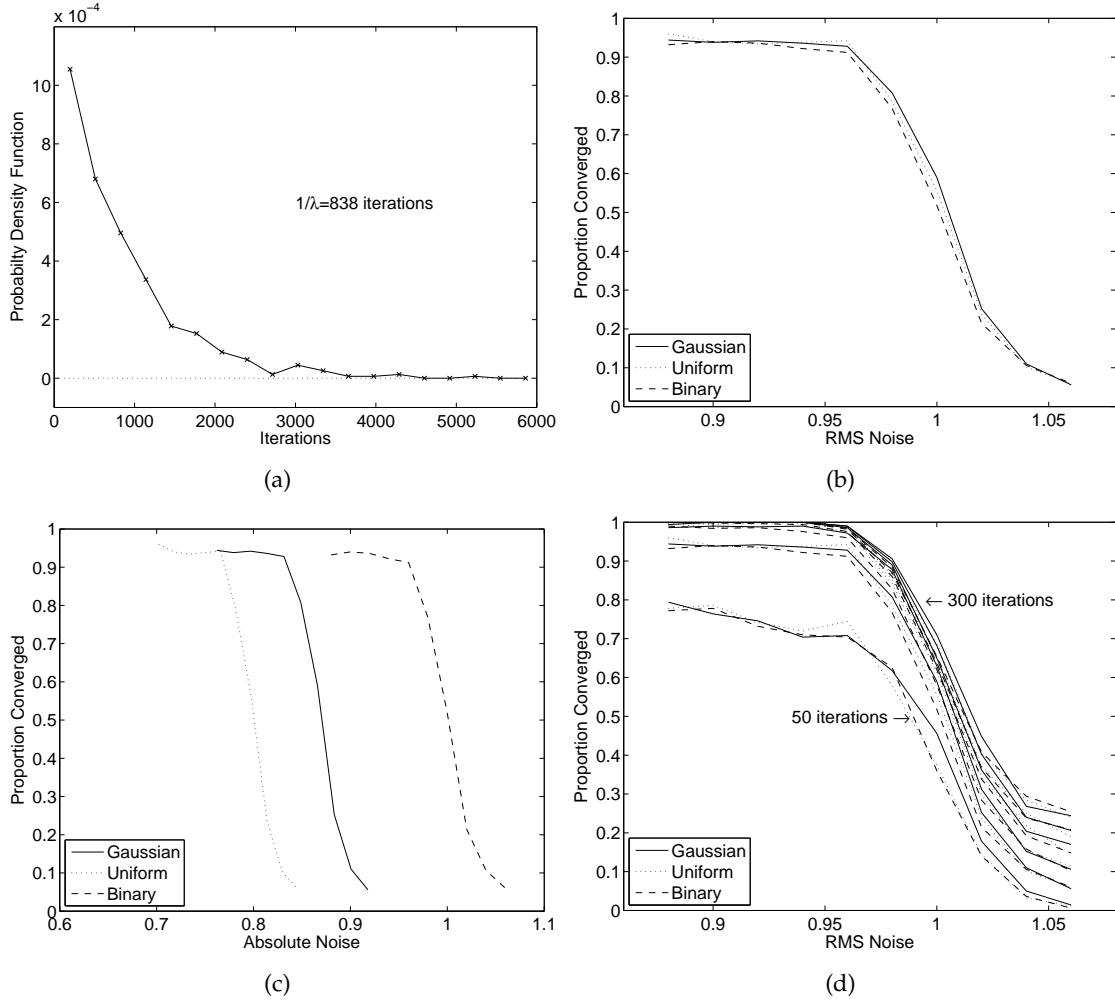 x 10⁻⁴
10
8
6
4
2
0
Probabilty Density Function
1/λ=838 iterations
0 1000 2000 3000 4000 5000 6000
Iterations
(a)
1
0.9
0.8
0.7
0.6
0.5
0.4
0.3
0.2
0.1
0
Proportion Converged
Gaussian
Uniform
Binary
0.9 0.95 1 1.05
RMS Noise
(b)
1
0.9
0.8
0.7
0.6
0.5
0.4
0.3
0.2
0.1
0
Proportion Converged
Gaussian
Uniform
Binary
0.6 0.7 0.8 0.9 1 1.1
Absolute Noise
(c)
1
0.9
0.8
0.7
0.6
0.5
0.4
0.3
0.2
0.1
0
Proportion Converged
← 300 iterations
50 iterations →
Gaussian
Uniform
Binary
0.9 0.95 1 1.05
RMS Noise
(d)